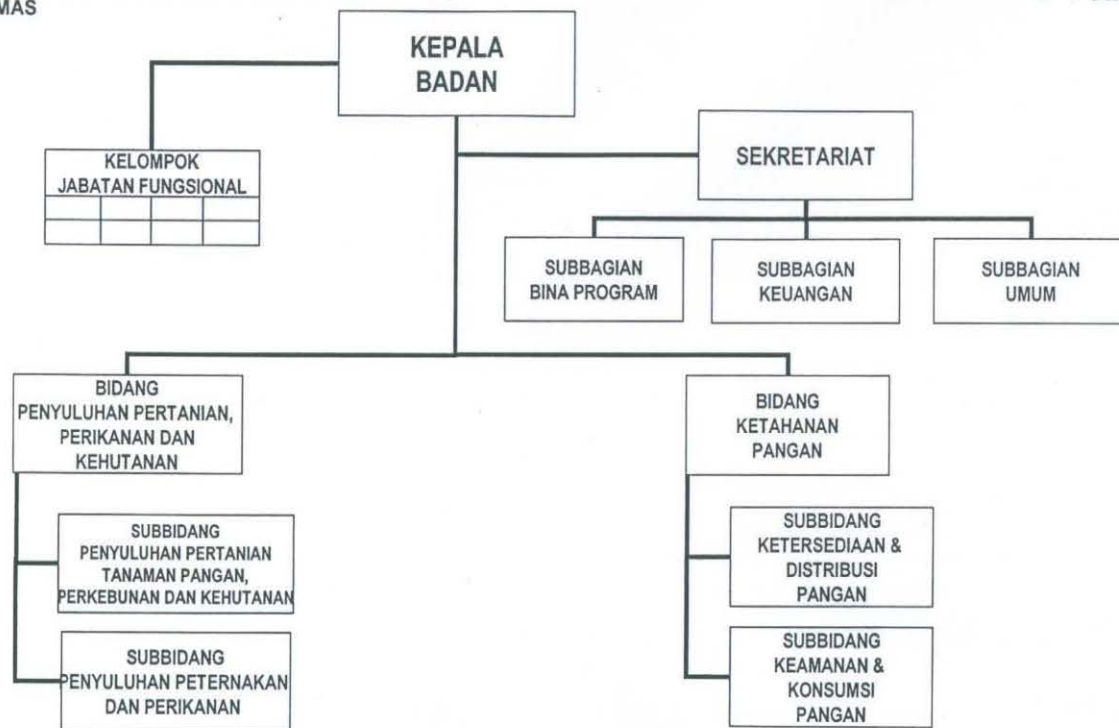 MAS
KEPALA
BADAN
KELOMPOK
JABATAN FUNGSIONAL
SEKRETARIAT
SUBBAGIAN
BINA PROGRAM
SUBBAGIAN
KEUANGAN
SUBBAGIAN
UMUM
BIDANG
PENYULUHAN PERTANIAN,
PERIKANAN DAN
KEHUTANAN
BIDANG
KETAHANAN
PANGAN
SUBBIDANG
PENYULUHAN PERTANIAN
TANAMAN PANGAN,
PERKEBUNAN DAN KEHUTANAN
SUBBIDANG
KETERSEDIAAN &
DISTRIBUSI
PANGAN
SUBBIDANG
PENYULUHAN PETERNAKAN
DAN PERIKANAN
SUBBIDANG
KEAMANAN &
KONSUMSI
PANGAN